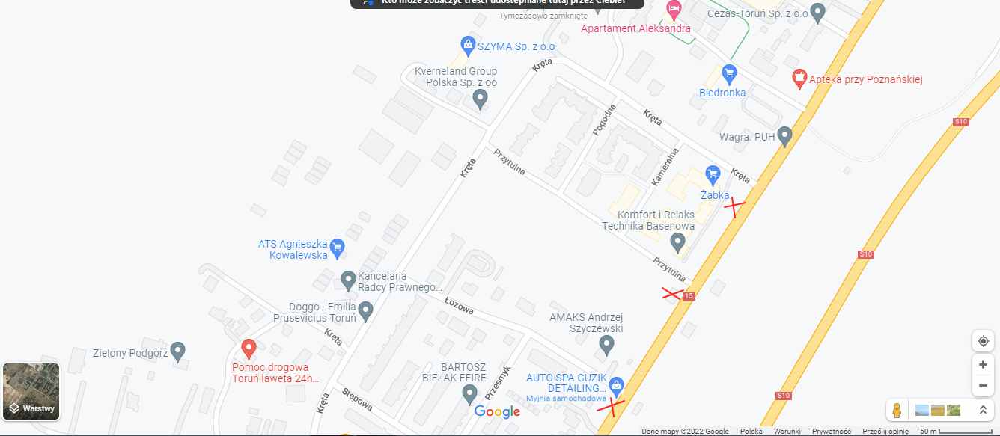 Kto może zobaczyć treści udostępniane tutaj przez Ciebie?
Tymczasowo zamknięte
Cezas-Toruń Sp. z o.o
Apartament Aleksandra
SZYMA Sp. z o.o
Kręta
Kverneland Group
Polska Sp. z oo
Biedronka
Apteka przy Poznańskiej
Pogodna
Kręta
S10
Wagra. PUH
Przytulna
Kręta
Kameralna
Kręta
Żabka
Komfort i Relaks
Technika Basenowa
ATS Agnieszka
Kowalewska
S10
Przytulna
Kancelaria
Radcy Prawnego...
15
Łozowa
Doggo - Emilia
Prusevicius Toruń
AMAKS Andrzej
Szyczewski
Kręta
Zielony Podgórz
Pomoc drogowa
Toruń laweta 24h...
BARTOSZ
BIELAK EFIRE
Przesmyk
AUTO SPA GUZIK
DETAILING...
Myjnia samochodowa
Stepowa
Kręta
S10
Warstwy
Google
Dane mapy ©2022 Google Polska Warunki Prywatność Prześlij opinię 50 m